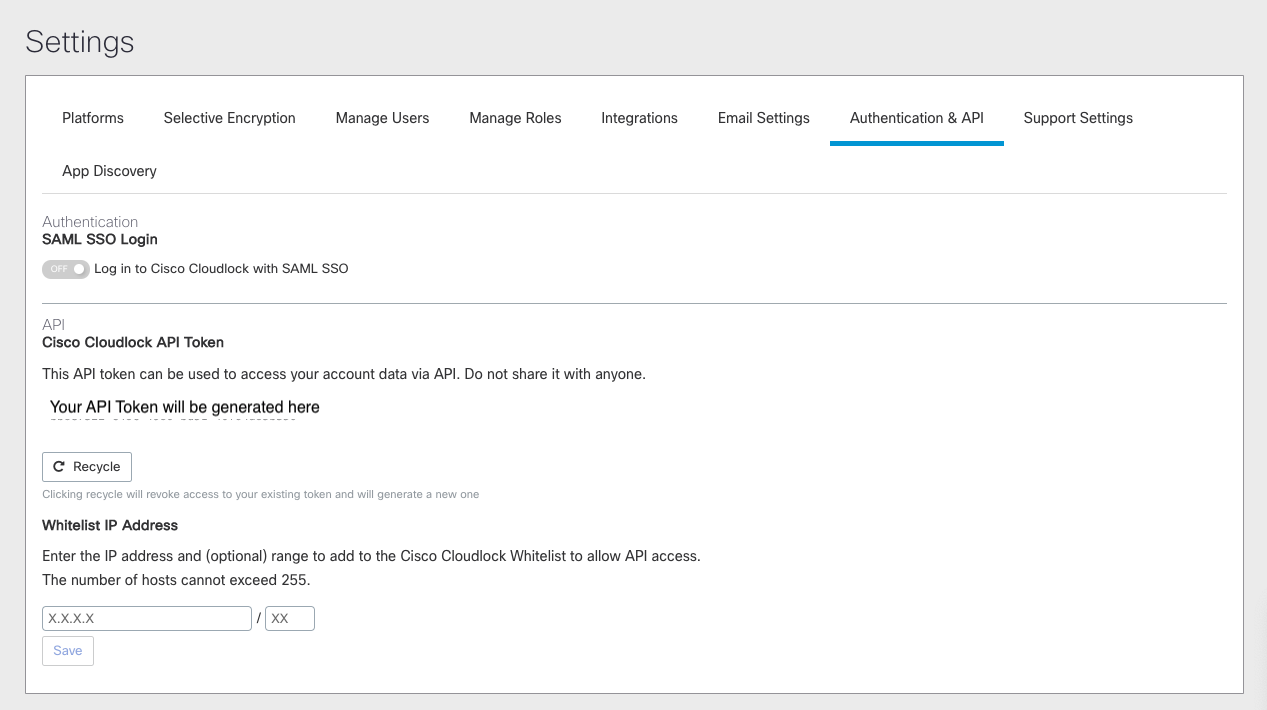 Settings
Platforms Selective Encryption Manage Users Manage Roles Integrations Email Settings Authentication & API Support Settings
App Discovery
Authentication
SAML SSO Login
OFF Log in to Cisco Cloudlock with SAML SSO
API
Cisco Cloudlock API Token
This API token can be used to access your account data via API. Do not share it with anyone.
Your API Token will be generated here
Recycle
Clicking recycle will revoke access to your existing token and will generate a new one
Whitelist IP Address
Enter the IP address and (optional) range to add to the Cisco Cloudlock Whitelist to allow API access.
The number of hosts cannot exceed 255.
X.X.X.X / XX
Save